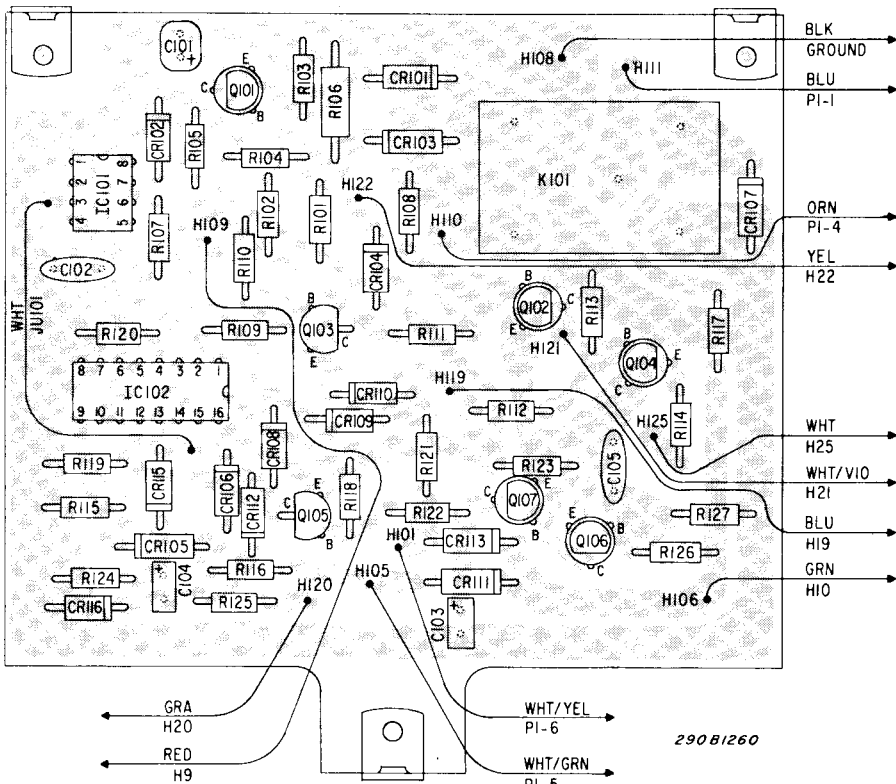 C101
+
E
C
Q101
B
R103
R106
CR101
H108
H111
BLK
GROUND
BLU
P1-1
CR102
R105
CR103
R104
K101
1
2
3
4
IC101
8
7
6
5
R107
H109
R102
R110
R101
H122
R108
H110
CR107
ORN
P1-4
YEL
H22
CR104
C102
WHT
JU101
B
Q102
C
E
R113
R120
R109
B
Q103
C
E
R111
H121
B
Q104
E
C
R117
8 7 6 5 4 3 2 1
IC102
9 10 11 12 13 14 15 16
CR110
H119
CR109
R112
R114
H125
WHT
H25
CR108
R119
CR115
CR106
R121
R123
C105
WHT/VIO
H21
R115
CR112
E
C
Q105
B
R118
R122
E
C
Q107
B
R127
BLU
H19
CR105
H101
CR113
E
B
Q106
C
R126
R124
C104
+
R116
H120
H105
CR111
GRN
H10
CR116
R125
C103
+
H106
GRA
H20
WHT/YEL
P1-6
RED
H9
WHT/GRN
P1-5
290B1260